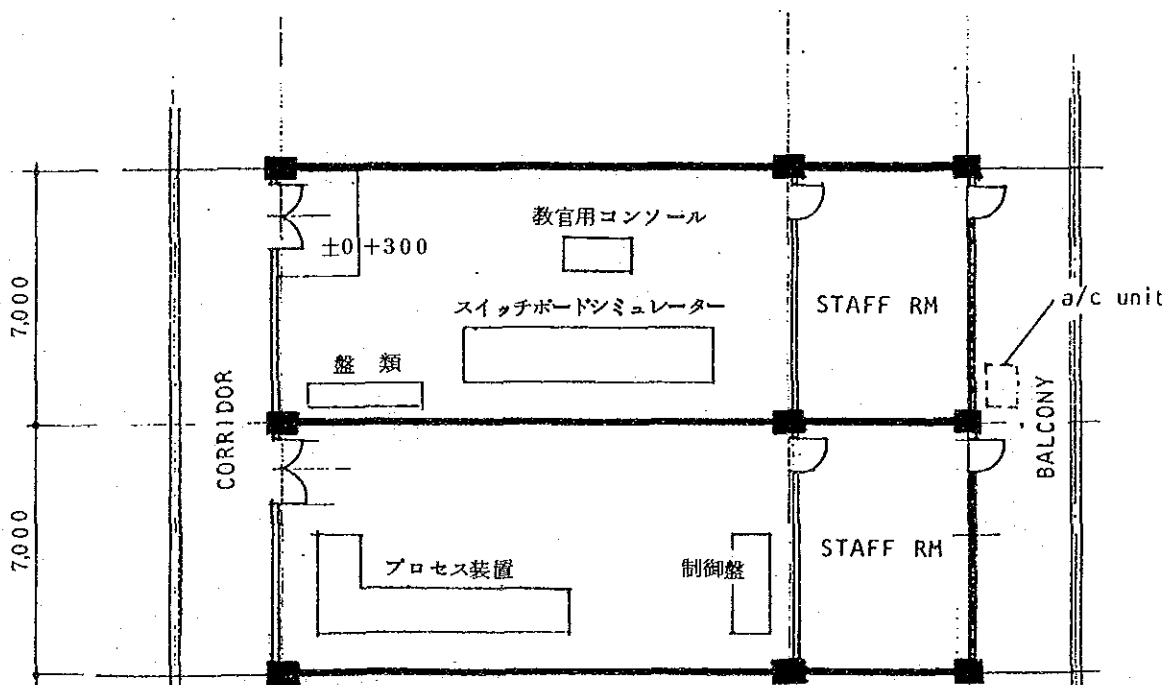 教官用コンソール
±0 +300
スイッチボードシミュレーター
盤 類
STAFF RM
a/c unit
7,000
CORRIDOR
BALCONY
プロセス装置
制御盤
STAFF RM
7,000